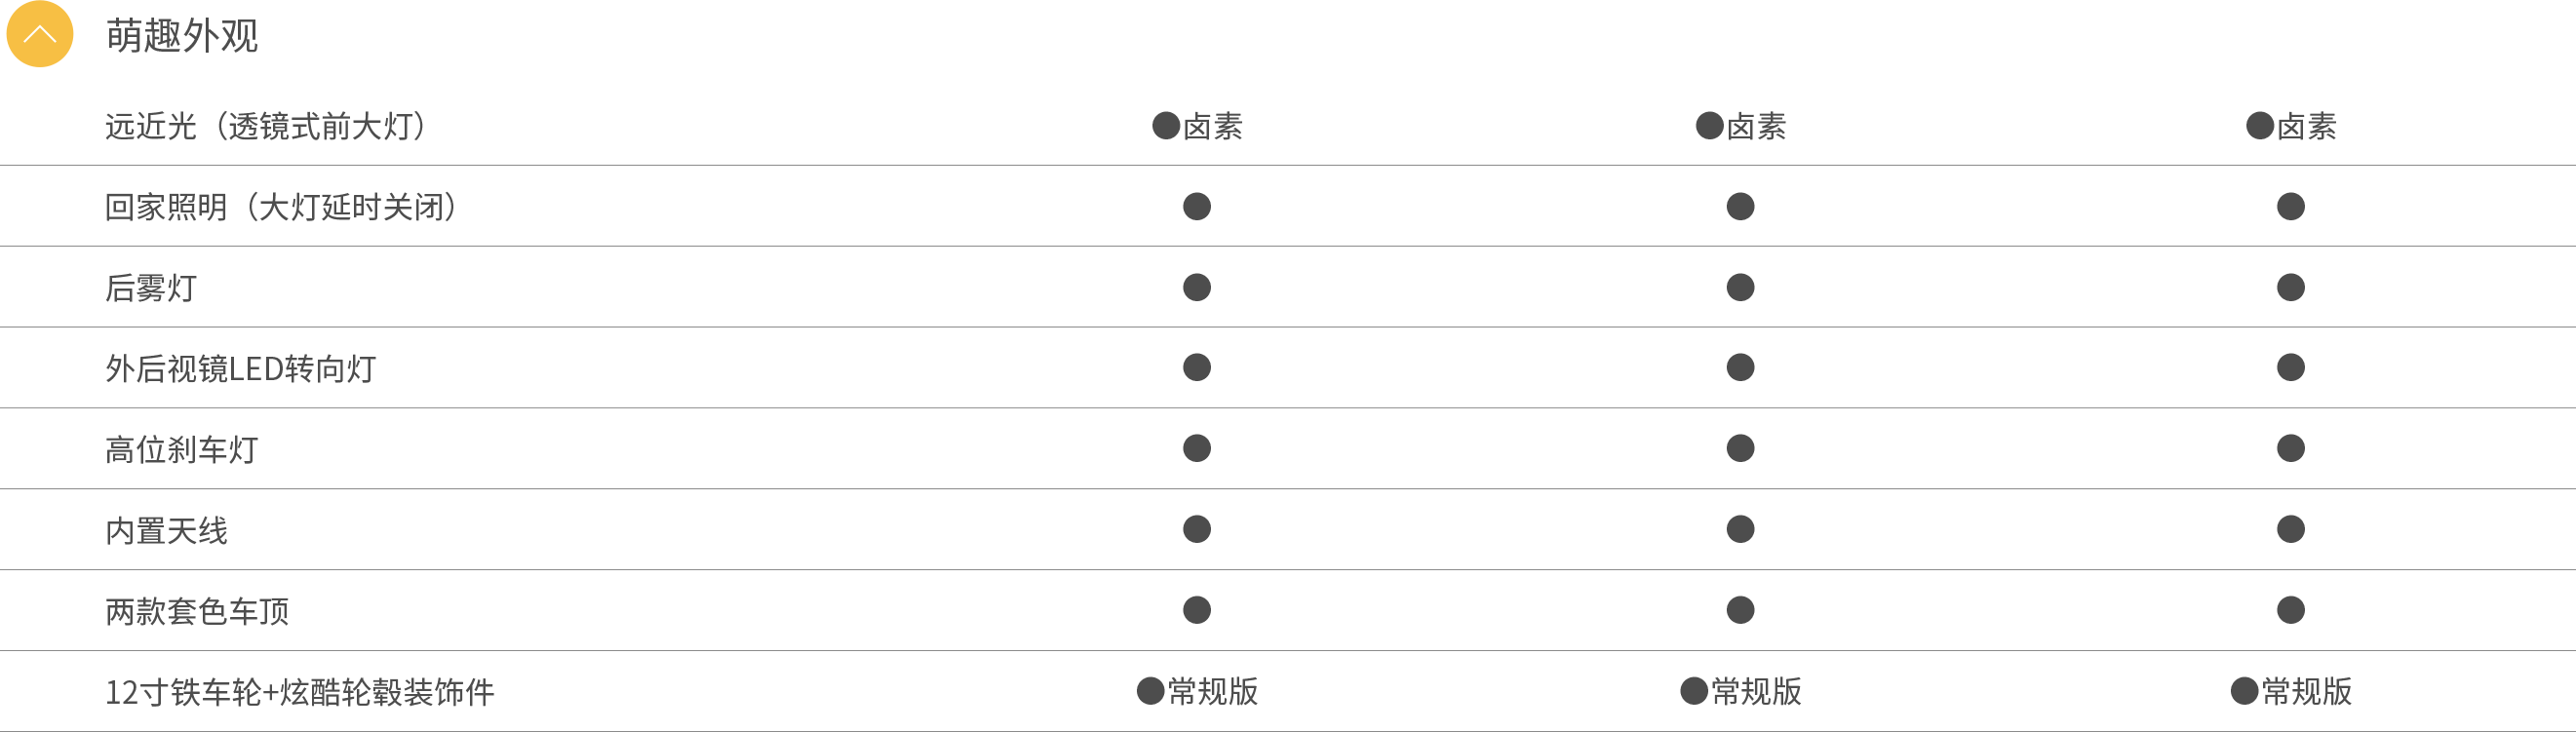 萌趣外观
远近光（透镜式前大灯） ●卤素 ●卤素 ●卤素
回家照明（大灯延时关闭） ● ● ●
后雾灯 ● ● ●
外后视镜LED转向灯 ● ● ●
高位刹车灯 ● ● ●
内置天线 ● ● ●
两款套色车顶 ● ● ●
12寸铁车轮+炫酷轮毂装饰件 ●常规版 ●常规版 ●常规版